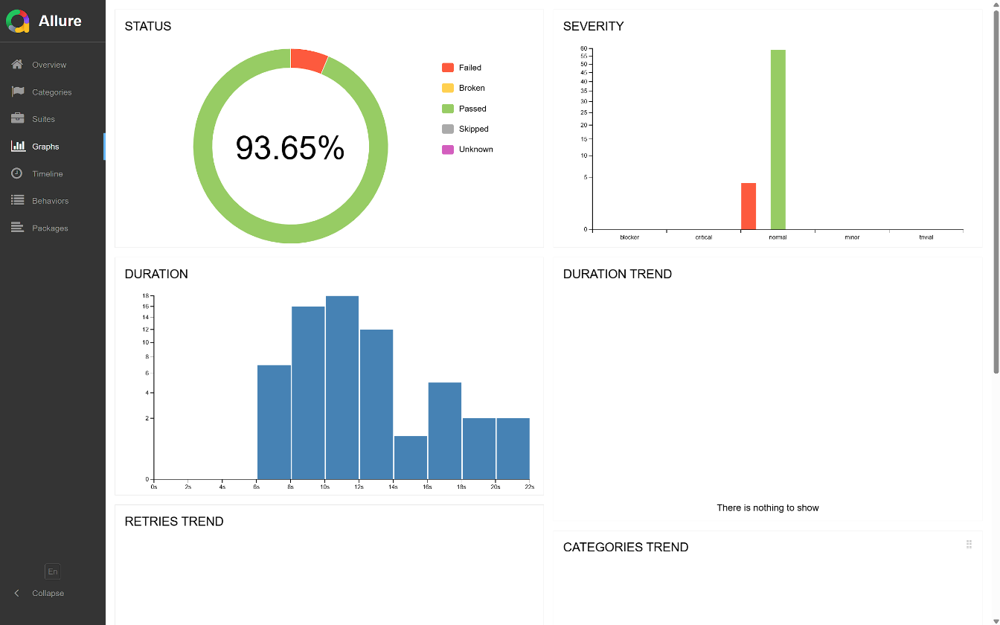 Allure
Overview
Categories
Suites
Graphs
Timeline
Behaviors
Packages
En
Collapse
STATUS
93.65%
Failed
Broken
Passed
Skipped
Unknown
SEVERITY
60
55
50
45
40
35
30
25
20
15
10
5
0
blocker critical normal minor trivial
DURATION
18
16
14
12
10
8
6
4
2
0
0s 2s 4s 6s 8s 10s 12s 14s 16s 18s 20s 22s
DURATION TREND
There is nothing to show
RETRIES TREND
CATEGORIES TREND